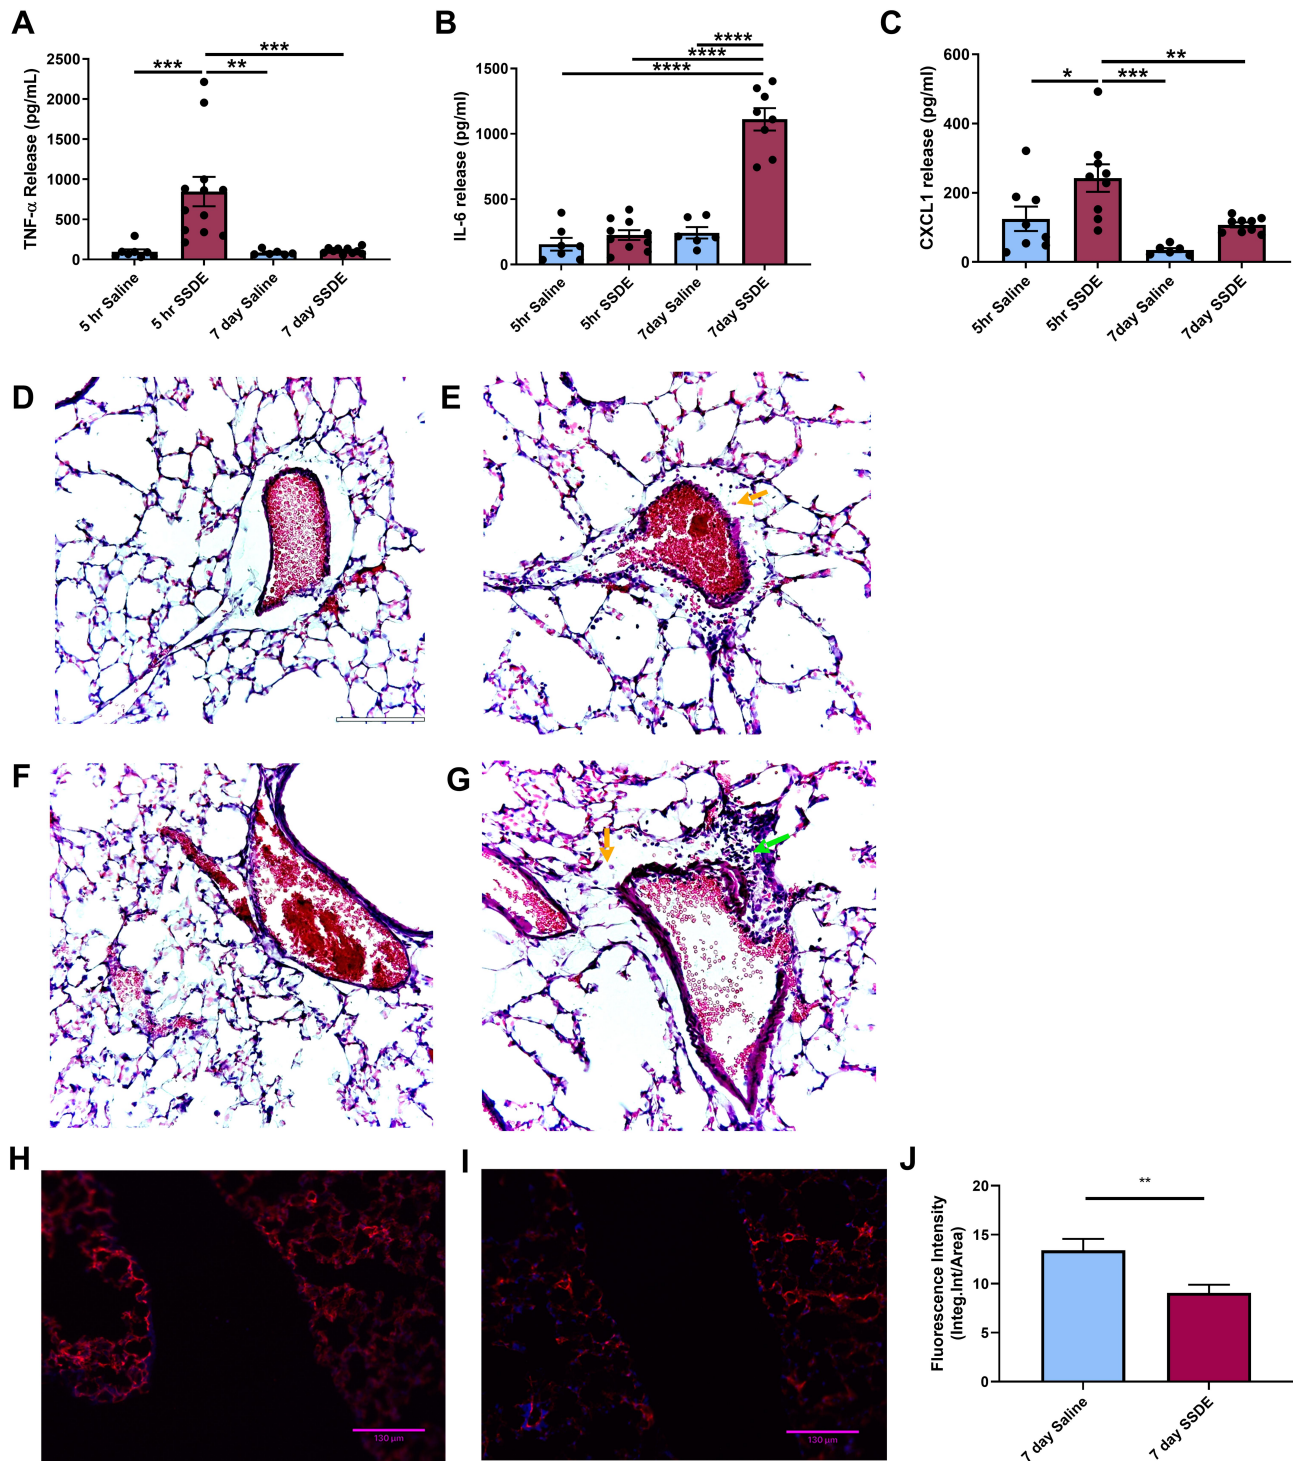 A
TNF-α Release (pg/mL)
2500
2000
1500
1000
500
0
***
***
**
5 hr Saline
5 hr SSDE
7 day Saline
7 day SSDE
B
IL-6 release (pg/ml)
1500
1000
500
0
****
****
****
5hr Saline
5hr SSDE
7day Saline
7day SSDE
C
CXCL1 release (pg/ml)
600
400
200
0
**
*
***
5hr Saline
5hr SSDE
7day Saline
7day SSDE
D
E
F
G
H
130 µm
I
130 µm
J
Fluorescence Intensity
(Integ.Int/Area)
20
15
10
5
0
**
7 day Saline
7 day SSDE